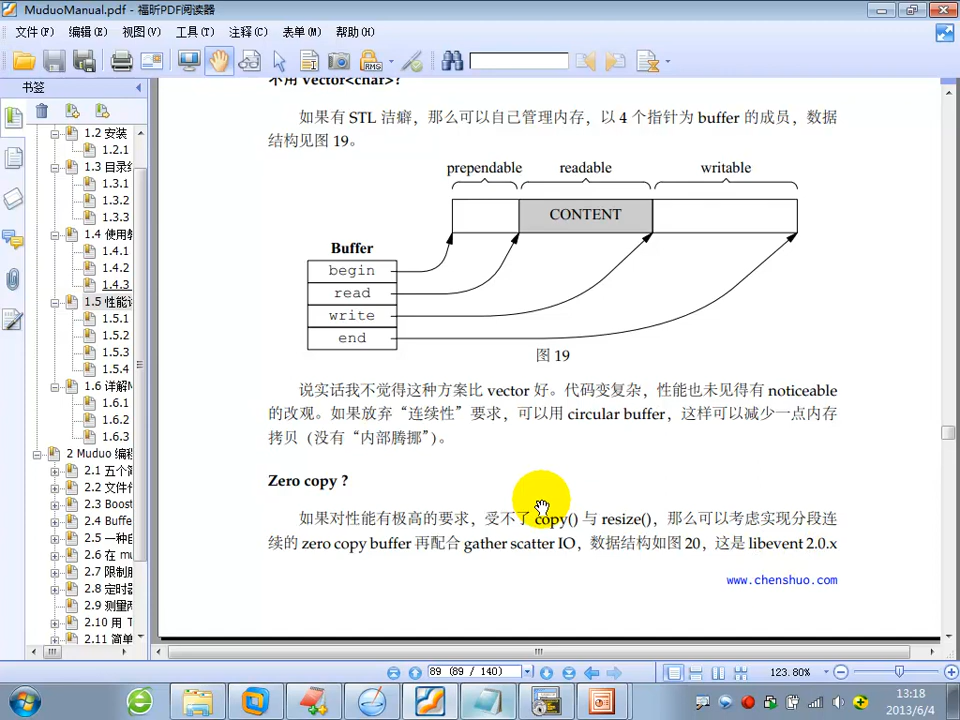 MuduoManual.pdf - 福昕PDF阅读器
文件(F) 编辑(E) 视图(V) 工具(T) 注释(C) 表单(M) 帮助(H)
书签
1.2 安装
1.2.1
1.3 目录
1.3.1
1.3.2
1.3.3
1.4 使用
1.4.1
1.4.2
1.4.3
1.5 性能
1.5.1
1.5.2
1.5.3
1.5.4
1.6 详解
1.6.1
1.6.2
1.6.3
2 Muduo 编程
2.1 五个
2.2 文件
2.3 Boost
2.4 Buffe
2.5 一种
2.6 在 mu
2.7 限制
2.8 定时
2.9 测量
2.10 用 T
2.11 简单
不用 vector<char>?
如果有 STL 洁癖，那么可以自己管理内存，以 4 个指针为 buffer 的成员，数据
结构见图 19。
prependable readable writable
CONTENT
Buffer
begin
read
write
end
图 19
说实话我不觉得这种方案比 vector 好。代码变复杂，性能也未见得有 noticeable
的改观。如果放弃“连续性”要求，可以用 circular buffer，这样可以减少一点内存
拷贝（没有“内部腾挪”）。
Zero copy ?
如果对性能有极高的要求，受不了 copy() 与 resize()，那么可以考虑实现分段连
续的 zero copy buffer 再配合 gather scatter IO，数据结构如图 20，这是 libevent 2.0.x
www.chenshuo.com
89 (89 / 140)
123.80%
13:18
2013/6/4